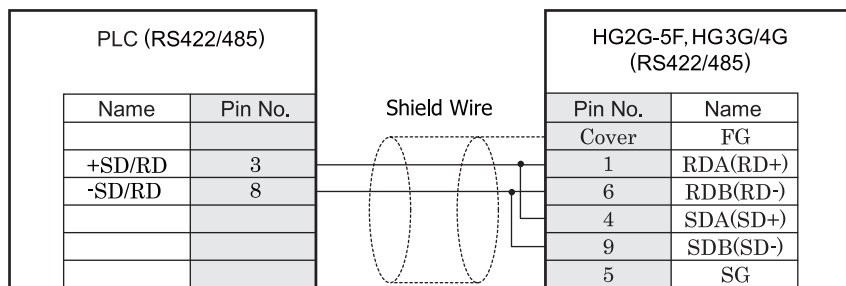 PLC (RS422/485)
HG2G-5F, HG3G/4G
(RS422/485)
Shield Wire
Name Pin No.
+SD/RD 3
-SD/RD 8
Pin No. Name
Cover FG
1 RDA(RD+)
6 RDB(RD-)
4 SDA(SD+)
9 SDB(SD-)
5 SG